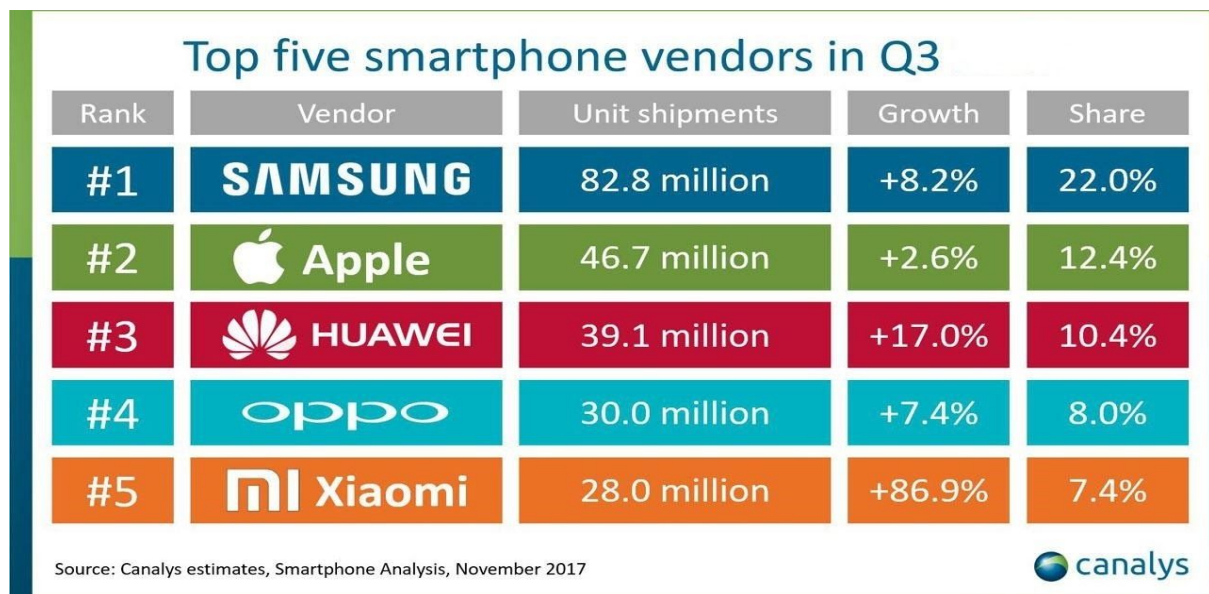 Top five smartphone vendors in Q3
Rank Vendor Unit shipments Growth Share
#1 SAMSUNG 82.8 million +8.2% 22.0%
#2 Apple 46.7 million +2.6% 12.4%
#3 HUAWEI 39.1 million +17.0% 10.4%
#4 oppo 30.0 million +7.4% 8.0%
#5 mi Xiaomi 28.0 million +86.9% 7.4%
Source: Canalys estimates, Smartphone Analysis, November 2017
canalys